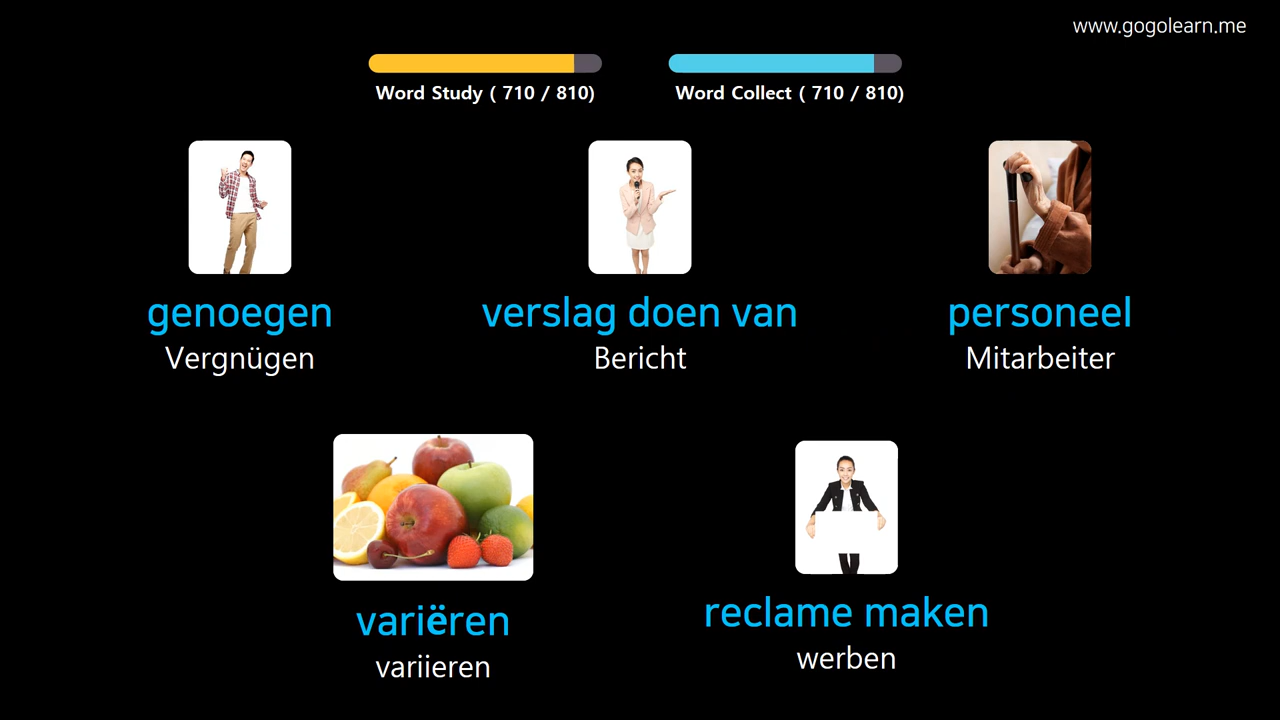 www.gogolearn.me
Word Study ( 710 / 810)
Word Collect ( 710 / 810)
genoegen
Vergnügen
verslag doen van
Bericht
personeel
Mitarbeiter
variëren
variieren
reclame maken
werben